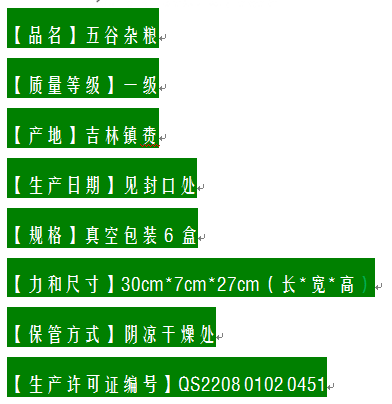 【品名】五谷杂粮
【质量等级】一级
【产地】吉林镇赉
【生产日期】见封口处
【规格】真空包装6盒
【力和尺寸】30cm*7cm*27cm（长*宽*高）
【保管方式】阴凉干燥处
【生产许可证编号】QS2208 0102 0451